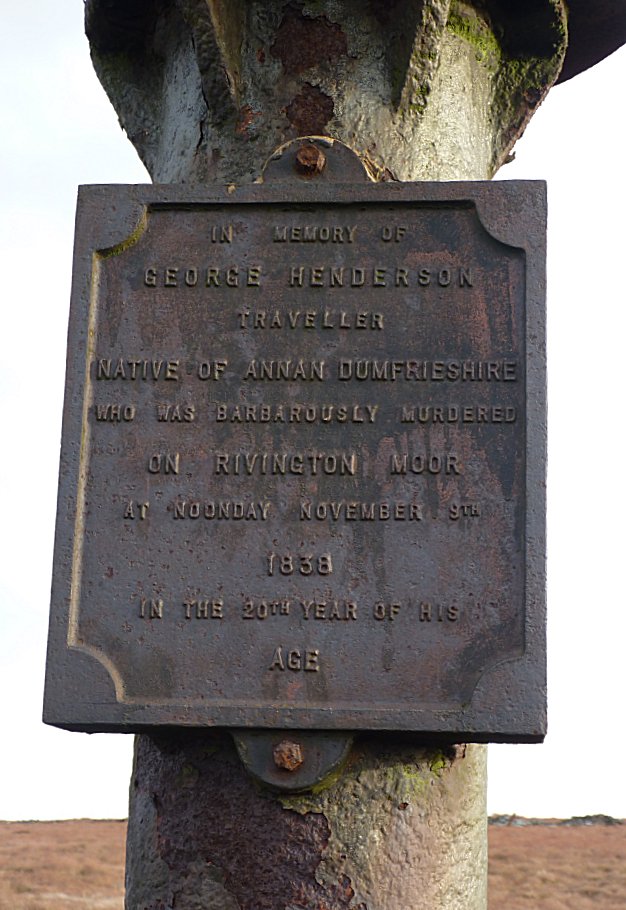 IN MEMORY OF
GEORGE HENDERSON
TRAVELLER
NATIVE OF ANNAN DUMFRIESHIRE
WHO WAS BARBAROUSLY MURDERED
ON RIVINGTON MOOR
AT NOONDAY NOVEMBER 9TH
1838
IN THE 20TH YEAR OF HIS
AGE